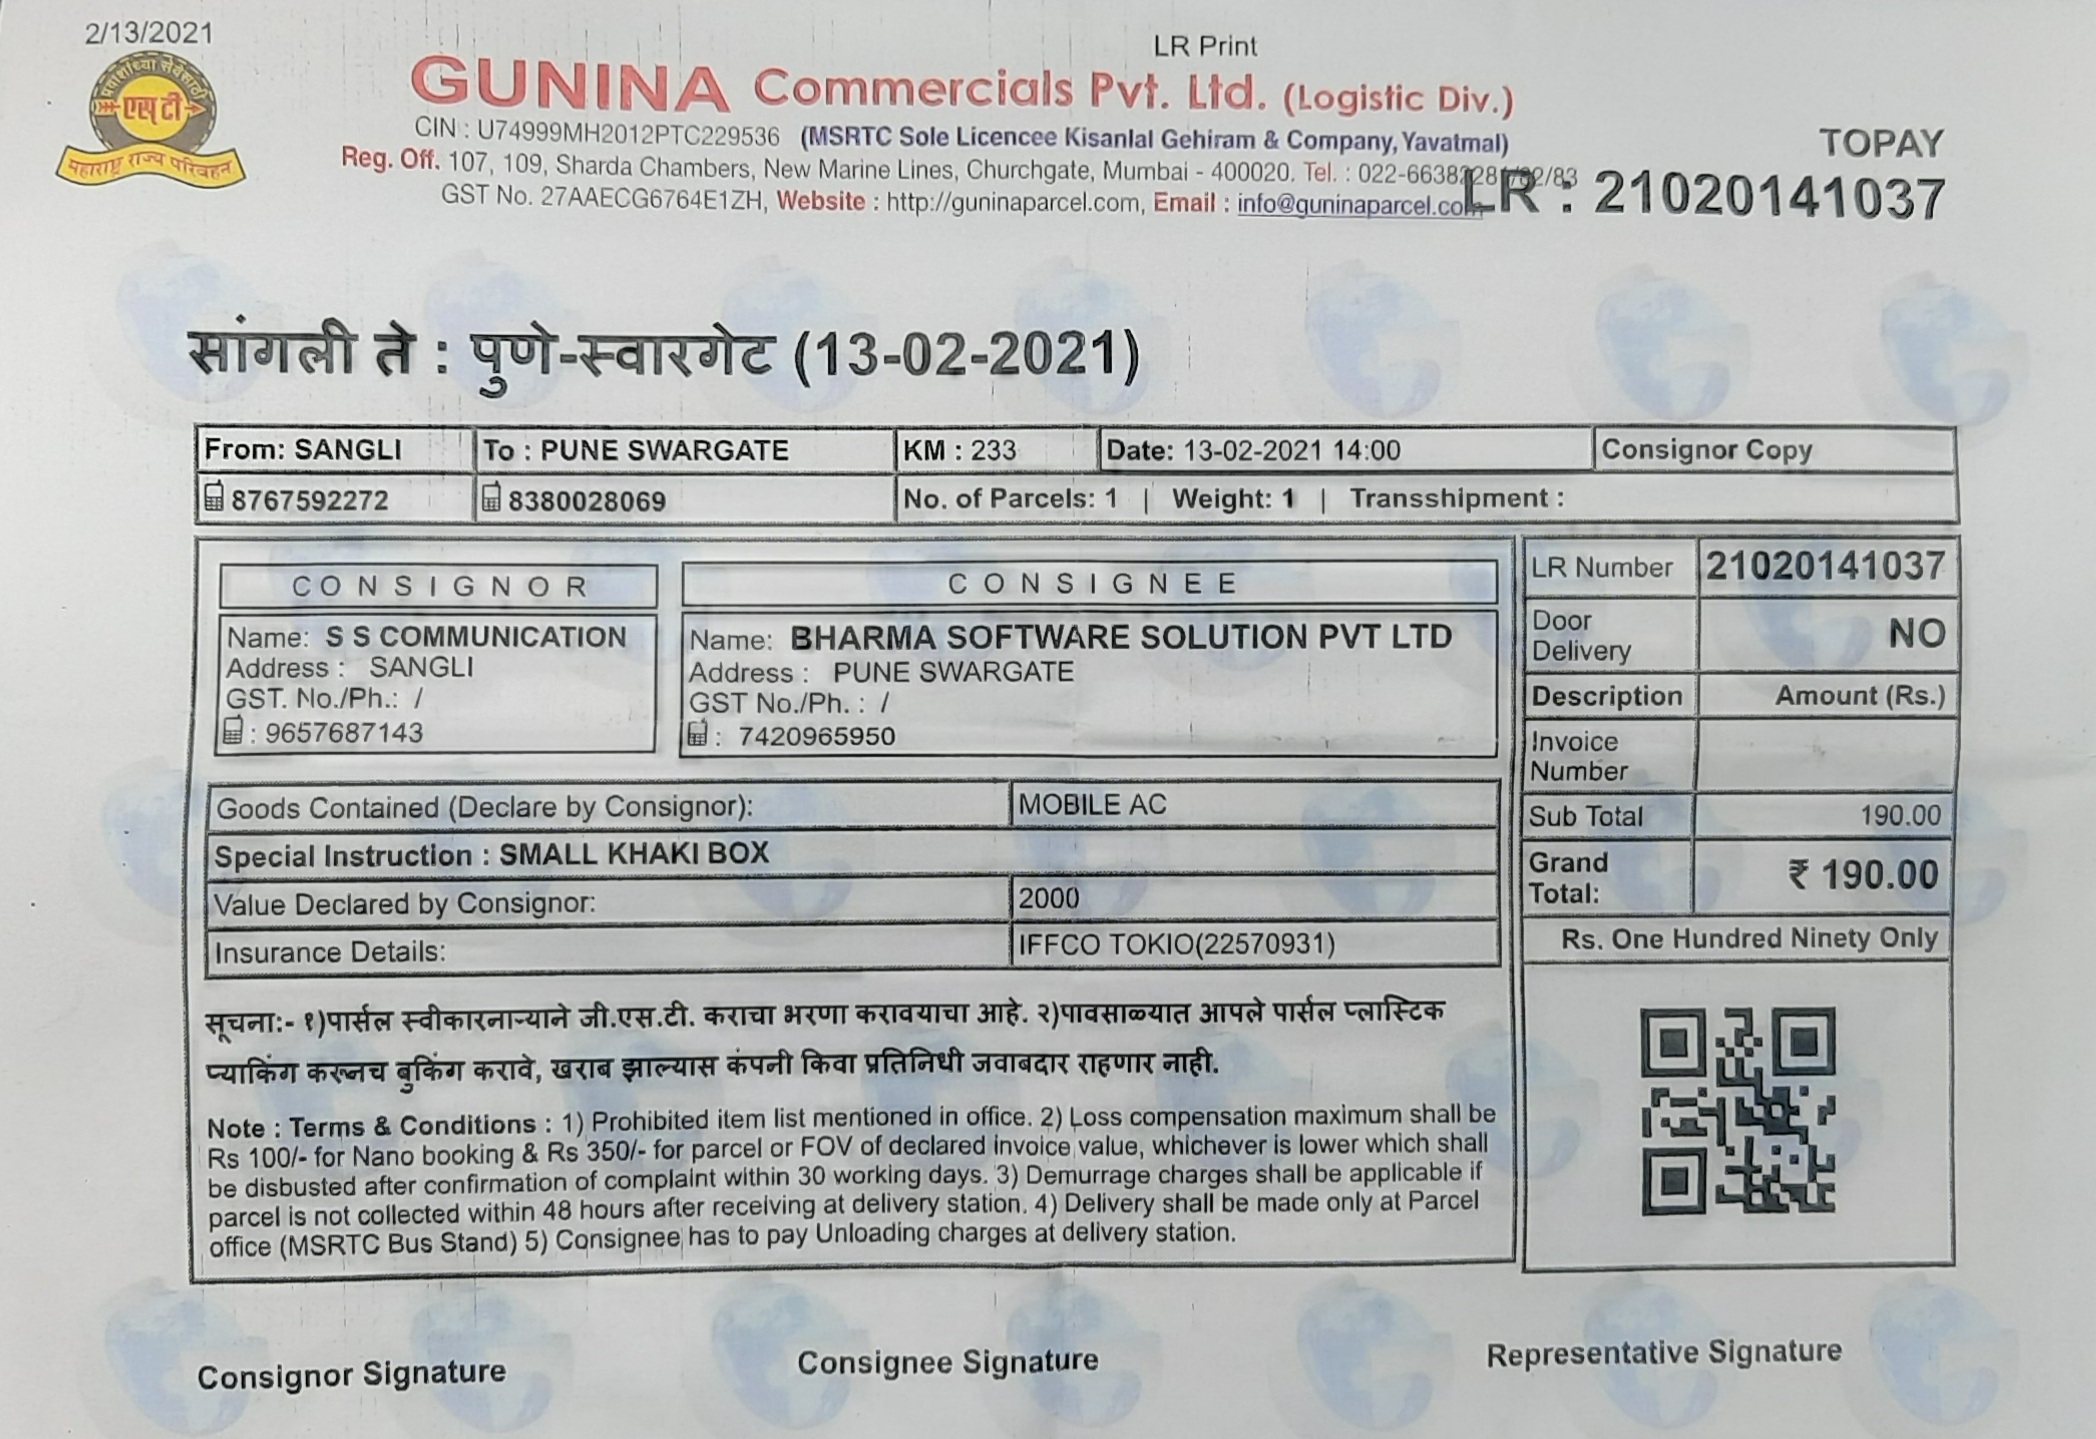 2/13/2021
LR Print
प्रवाशांच्या सेवेसाठी
एस टी
महाराष्ट्र राज्य परिवहन
GUNINA Commercials Pvt. Ltd. (Logistic Div.)
CIN : U74999MH2012PTC229536 (MSRTC Sole Licencee Kisanlal Gehiram & Company, Yavatmal)
TOPAY
Reg. Off. 107, 109, Sharda Chambers, New Marine Lines, Churchgate, Mumbai - 400020. Tel. : 022-66382281/82/83
GST No. 27AAECG6764E1ZH, Website : http://guninaparcel.com, Email : info@guninaparcel.com
LR : 21020141037
सांगली ते : पुणे-स्वारगेट (13-02-2021)
From: SANGLI To : PUNE SWARGATE KM : 233 Date: 13-02-2021 14:00 Consignor Copy
8767592272 8380028069 No. of Parcels: 1 | Weight: 1 | Transshipment :
CONSIGNOR
Name: S S COMMUNICATION
Address : SANGLI
GST. No./Ph.: /
: 9657687143
CONSIGNEE
Name: BHARMA SOFTWARE SOLUTION PVT LTD
Address : PUNE SWARGATE
GST No./Ph. : /
: 7420965950
Goods Contained (Declare by Consignor): MOBILE AC
Special Instruction : SMALL KHAKI BOX
Value Declared by Consignor: 2000
Insurance Details: IFFCO TOKIO(22570931)
LR Number 21020141037
Door
Delivery NO
Description Amount (Rs.)
Invoice
Number
Sub Total 190.00
Grand
Total: ₹ 190.00
Rs. One Hundred Ninety Only
सूचना:- १)पार्सल स्वीकारनाऱ्याने जी.एस.टी. कराचा भरणा करावयाचा आहे. २)पावसाळ्यात आपले पार्सल प्लास्टिक
प्याकिंग करूनच बुकिंग करावे, खराब झाल्यास कंपनी किवा प्रतिनिधी जवाबदार राहणार नाही.
Note : Terms & Conditions : 1) Prohibited item list mentioned in office. 2) Loss compensation maximum shall be
Rs 100/- for Nano booking & Rs 350/- for parcel or FOV of declared invoice value, whichever is lower which shall
be disbusted after confirmation of complaint within 30 working days. 3) Demurrage charges shall be applicable if
parcel is not collected within 48 hours after receiving at delivery station. 4) Delivery shall be made only at Parcel
office (MSRTC Bus Stand) 5) Consignee has to pay Unloading charges at delivery station.
Consignor Signature
Consignee Signature
Representative Signature